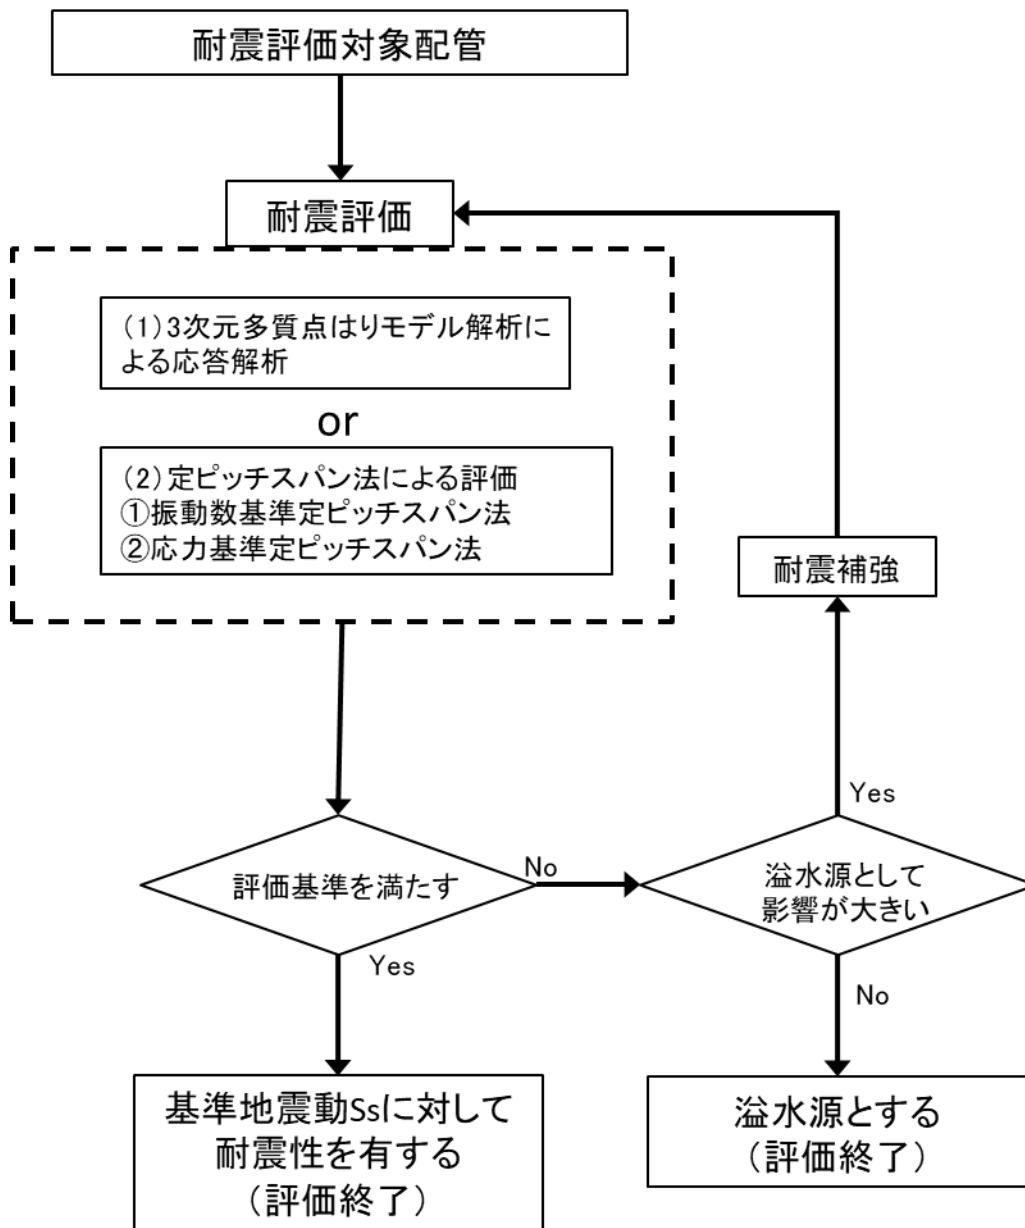 耐震評価対象配管
耐震評価
(1)3次元多質点はりモデル解析に
よる応答解析
or
(2)定ピッチスパン法による評価
①振動数基準定ピッチスパン法
②応力基準定ピッチスパン法
耐震補強
Yes
評価基準を満たす
No
溢水源として
影響が大きい
Yes
No
基準地震動Ssに対して
耐震性を有する
(評価終了)
溢水源とする
(評価終了)